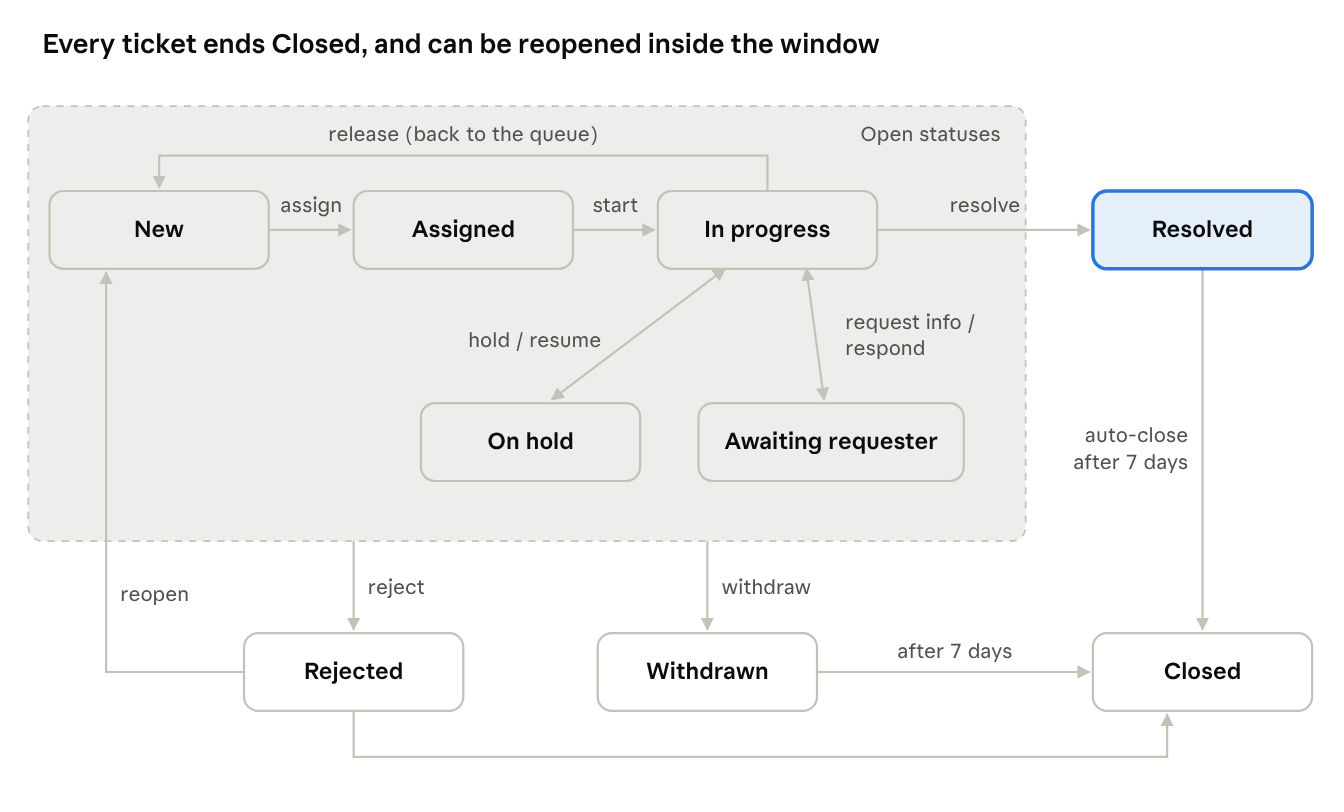 Every ticket ends Closed, and can be reopened inside the window
release (back to the queue)
Open statuses
New
assign
Assigned
start
In progress
resolve
Resolved
hold / resume
request info /
respond
On hold
Awaiting requester
auto-close
after 7 days
reopen
reject
withdraw
Rejected
Withdrawn
after 7 days
Closed